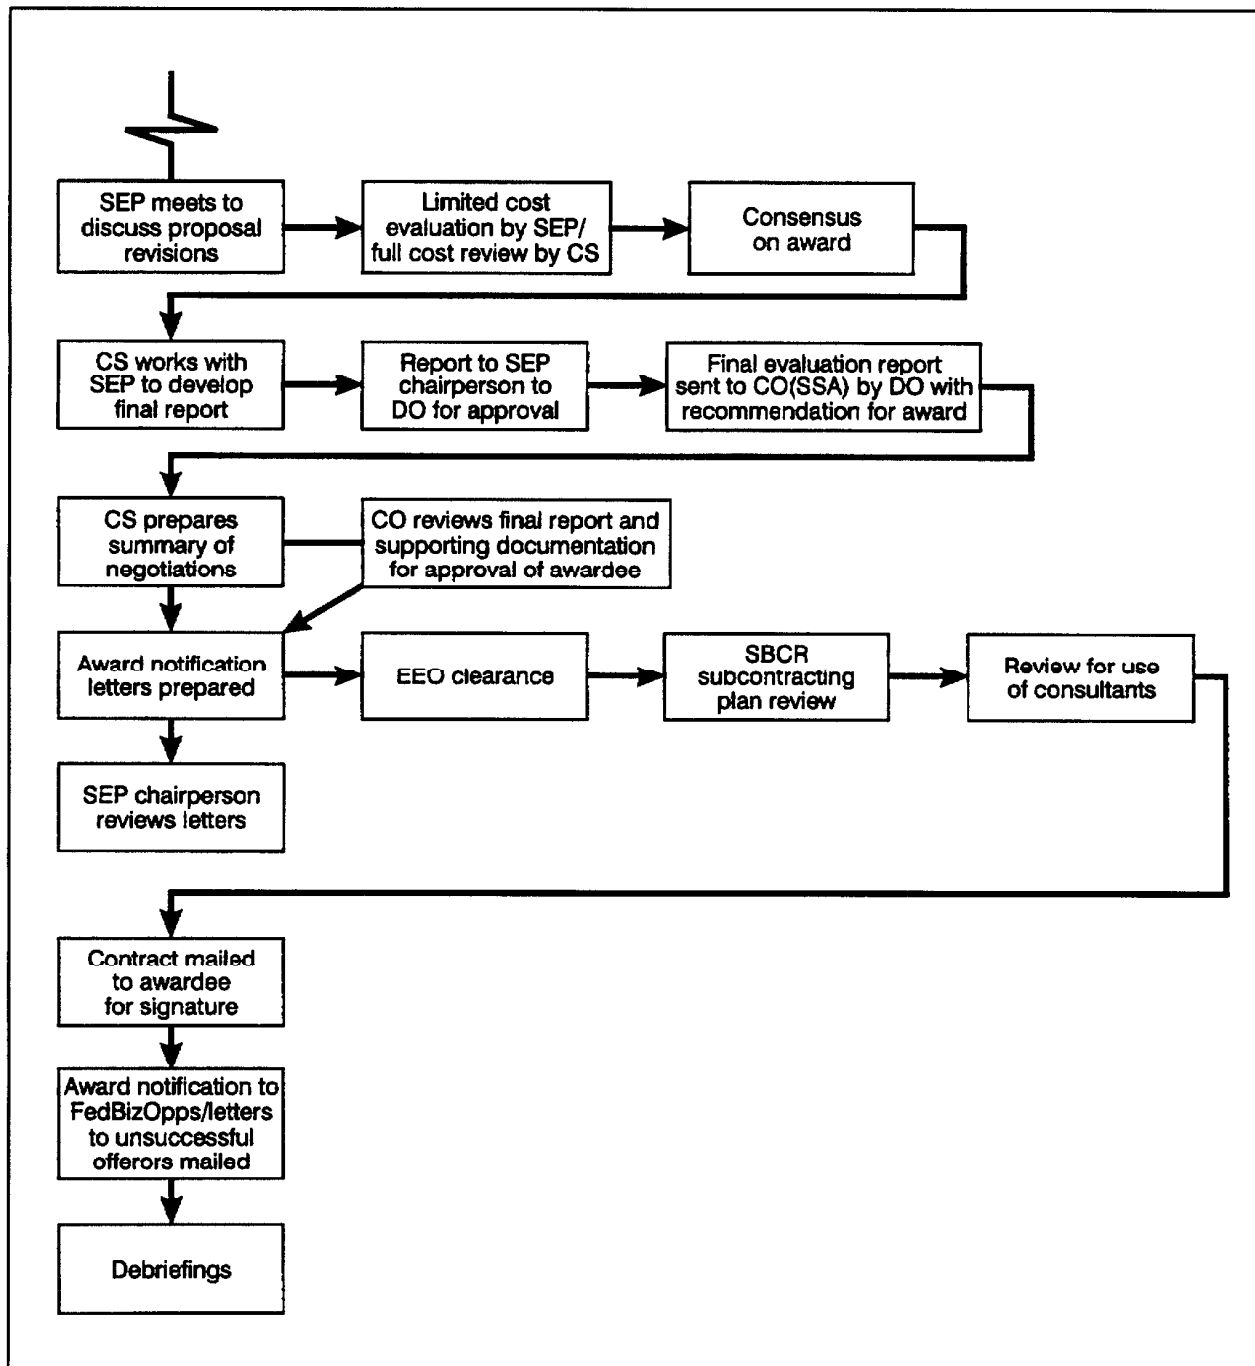 SEP meets to
discuss proposal
revisions
Limited cost
evaluation by SEP/
full cost review by CS
Consensus
on award
CS works with
SEP to develop
final report
Report to SEP
chairperson to
DO for approval
Final evaluation report
sent to CO(SSA) by DO with
recommendation for award
CS prepares
summary of
negotiations
CO reviews final report and
supporting documentation
for approval of awardee
Award notification
letters prepared
EEO clearance
SBCR
subcontracting
plan review
Review for use
of consultants
SEP chairperson
reviews letters
Contract mailed
to awardee
for signature
Award notification to
FedBizOpps/letters
to unsuccessful
offerors mailed
Debriefings